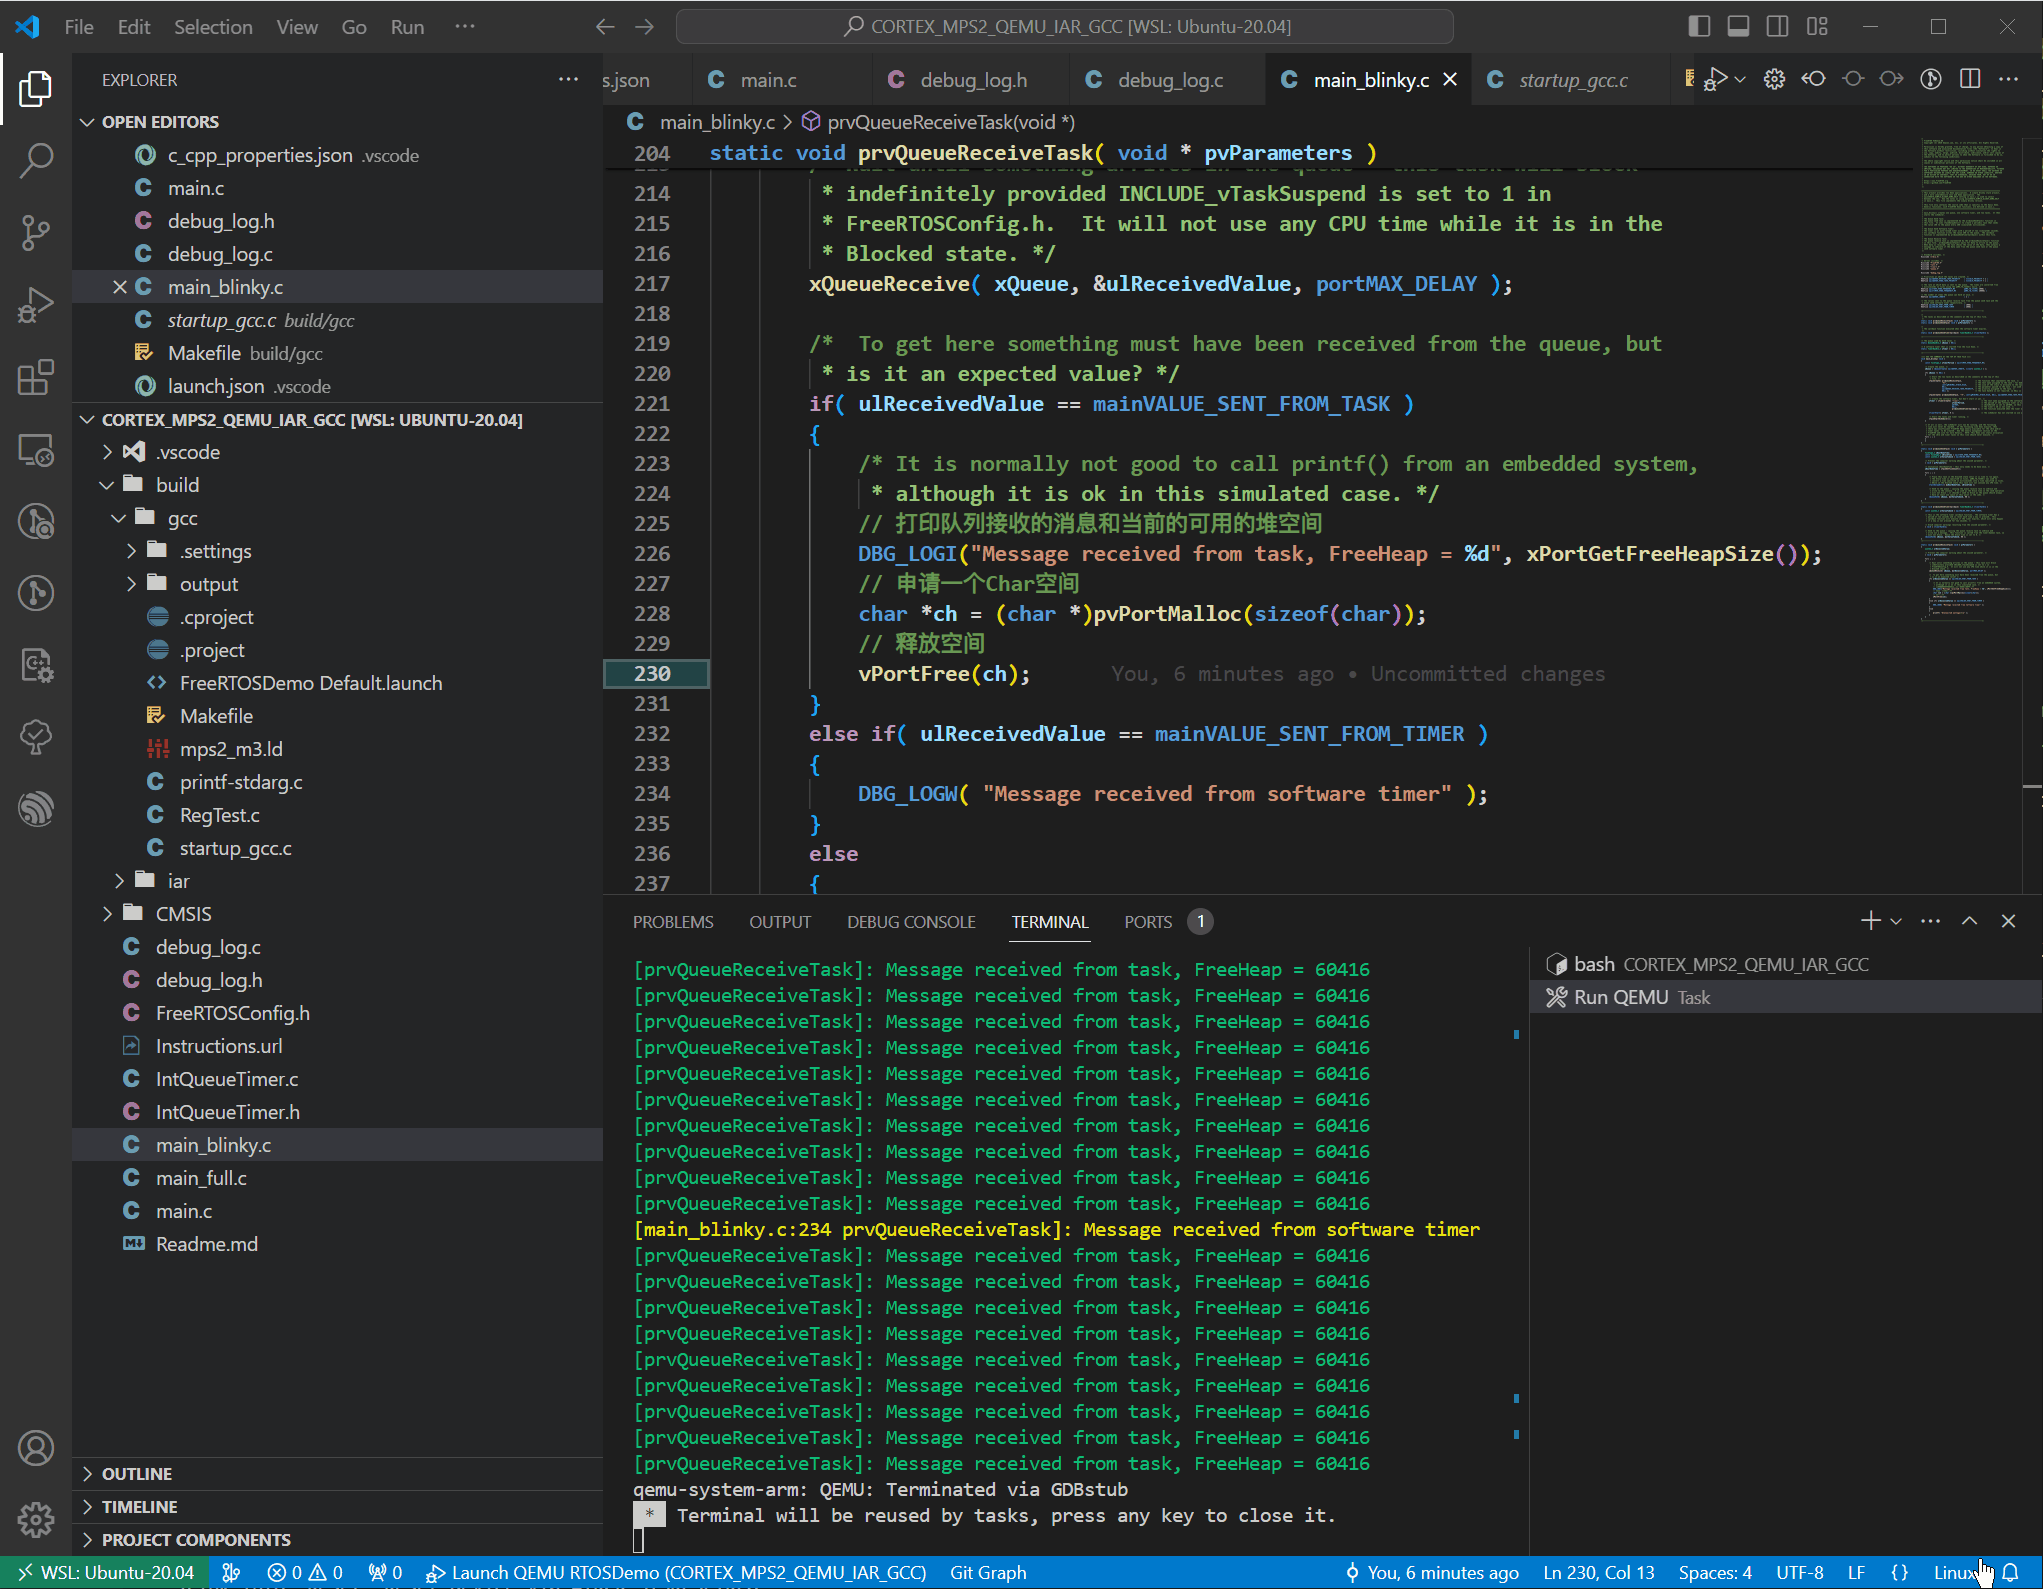 File Edit Selection View Go Run ···
CORTEX_MPS2_QEMU_IAR_GCC [WSL: Ubuntu-20.04]
EXPLORER
OPEN EDITORS
c_cpp_properties.json .vscode
main.c
debug_log.h
debug_log.c
main_blinky.c
startup_gcc.c build/gcc
Makefile build/gcc
launch.json .vscode
CORTEX_MPS2_QEMU_IAR_GCC [WSL: UBUNTU-20.04]
.vscode
build
gcc
.settings
output
.cproject
.project
FreeRTOSDemo Default.launch
Makefile
mps2_m3.ld
printf-stdarg.c
RegTest.c
startup_gcc.c
iar
CMSIS
debug_log.c
debug_log.h
FreeRTOSConfig.h
Instructions.url
IntQueueTimer.c
IntQueueTimer.h
main_blinky.c
main_full.c
main.c
Readme.md
OUTLINE
TIMELINE
PROJECT COMPONENTS
s.json main.c debug_log.h debug_log.c main_blinky.c startup_gcc.c
main_blinky.c > prvQueueReceiveTask(void *)
204 static void prvQueueReceiveTask( void * pvParameters )
214 * indefinitely provided INCLUDE_vTaskSuspend is set to 1 in
215 * FreeRTOSConfig.h.  It will not use any CPU time while it is in the
216 * Blocked state. */
217 xQueueReceive( xQueue, &ulReceivedValue, portMAX_DELAY );
218
219 /*  To get here something must have been received from the queue, but
220 * is it an expected value? */
221 if( ulReceivedValue == mainVALUE_SENT_FROM_TASK )
222 {
223 /* It is normally not good to call printf() from an embedded system,
224 * although it is ok in this simulated case. */
225 // 打印队列接收的消息和当前的可用的堆空间
226 DBG_LOGI("Message received from task, FreeHeap = %d", xPortGetFreeHeapSize());
227 // 申请一个Char空间
228 char *ch = (char *)pvPortMalloc(sizeof(char));
229 // 释放空间
230 vPortFree(ch); You, 6 minutes ago • Uncommitted changes
231 }
232 else if( ulReceivedValue == mainVALUE_SENT_FROM_TIMER )
233 {
234 DBG_LOGW( "Message received from software timer" );
235 }
236 else
237 {
PROBLEMS OUTPUT DEBUG CONSOLE TERMINAL PORTS 1
[prvQueueReceiveTask]: Message received from task, FreeHeap = 60416
[prvQueueReceiveTask]: Message received from task, FreeHeap = 60416
[prvQueueReceiveTask]: Message received from task, FreeHeap = 60416
[prvQueueReceiveTask]: Message received from task, FreeHeap = 60416
[prvQueueReceiveTask]: Message received from task, FreeHeap = 60416
[prvQueueReceiveTask]: Message received from task, FreeHeap = 60416
[prvQueueReceiveTask]: Message received from task, FreeHeap = 60416
[prvQueueReceiveTask]: Message received from task, FreeHeap = 60416
[prvQueueReceiveTask]: Message received from task, FreeHeap = 60416
[prvQueueReceiveTask]: Message received from task, FreeHeap = 60416
[main_blinky.c:234 prvQueueReceiveTask]: Message received from software timer
[prvQueueReceiveTask]: Message received from task, FreeHeap = 60416
[prvQueueReceiveTask]: Message received from task, FreeHeap = 60416
[prvQueueReceiveTask]: Message received from task, FreeHeap = 60416
[prvQueueReceiveTask]: Message received from task, FreeHeap = 60416
[prvQueueReceiveTask]: Message received from task, FreeHeap = 60416
[prvQueueReceiveTask]: Message received from task, FreeHeap = 60416
[prvQueueReceiveTask]: Message received from task, FreeHeap = 60416
[prvQueueReceiveTask]: Message received from task, FreeHeap = 60416
[prvQueueReceiveTask]: Message received from task, FreeHeap = 60416
qemu-system-arm: QEMU: Terminated via GDBstub
* Terminal will be reused by tasks, press any key to close it.
bash CORTEX_MPS2_QEMU_IAR_GCC
Run QEMU Task
WSL: Ubuntu-20.04 0 0 0 Launch QEMU RTOSDemo (CORTEX_MPS2_QEMU_IAR_GCC) Git Graph You, 6 minutes ago Ln 230, Col 13 Spaces: 4 UTF-8 LF {} Linux